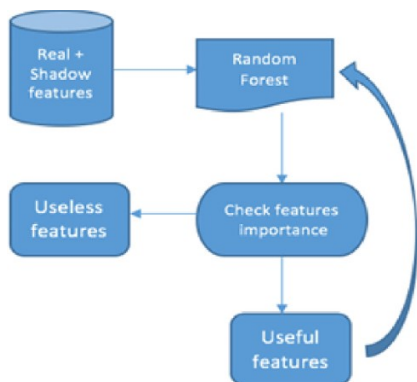 Real +
Shadow
features
Random
Forest
Useless
features
Check features
importance
Useful
features